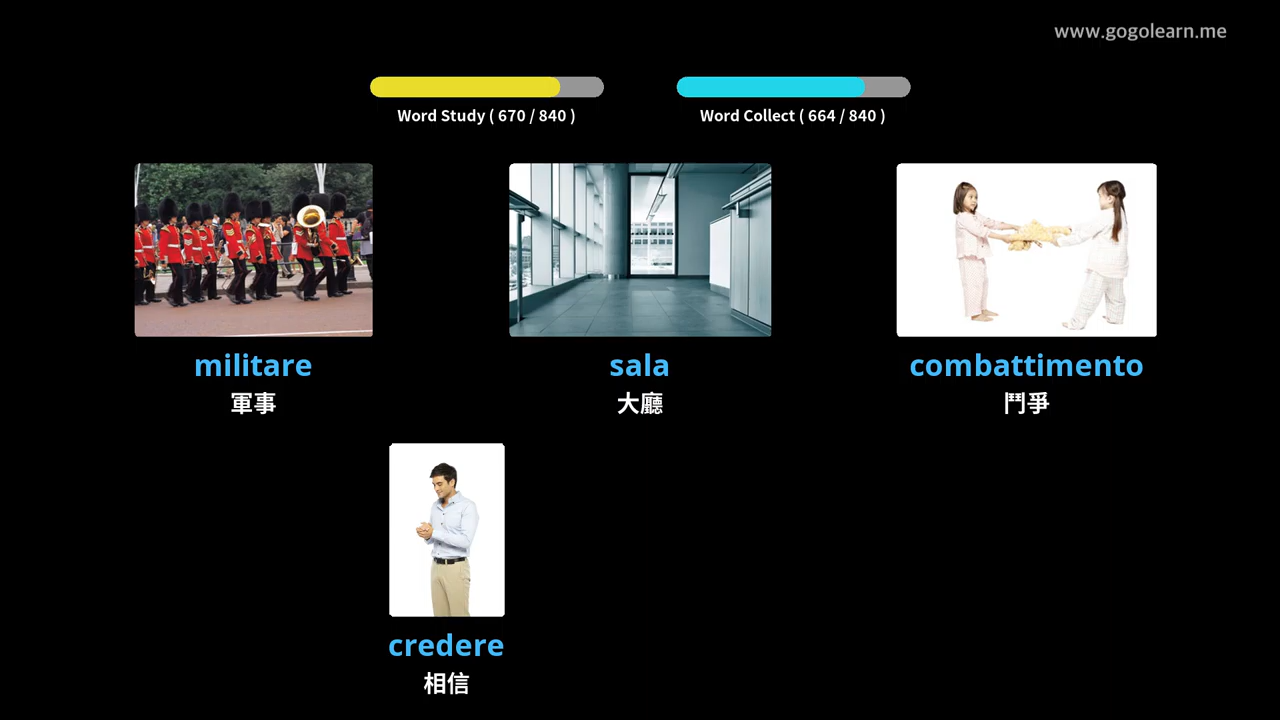 www.gogolearn.me
Word Study ( 670 / 840 )
Word Collect ( 664 / 840 )
militare
軍事
sala
大廳
combattimento
鬥爭
credere
相信